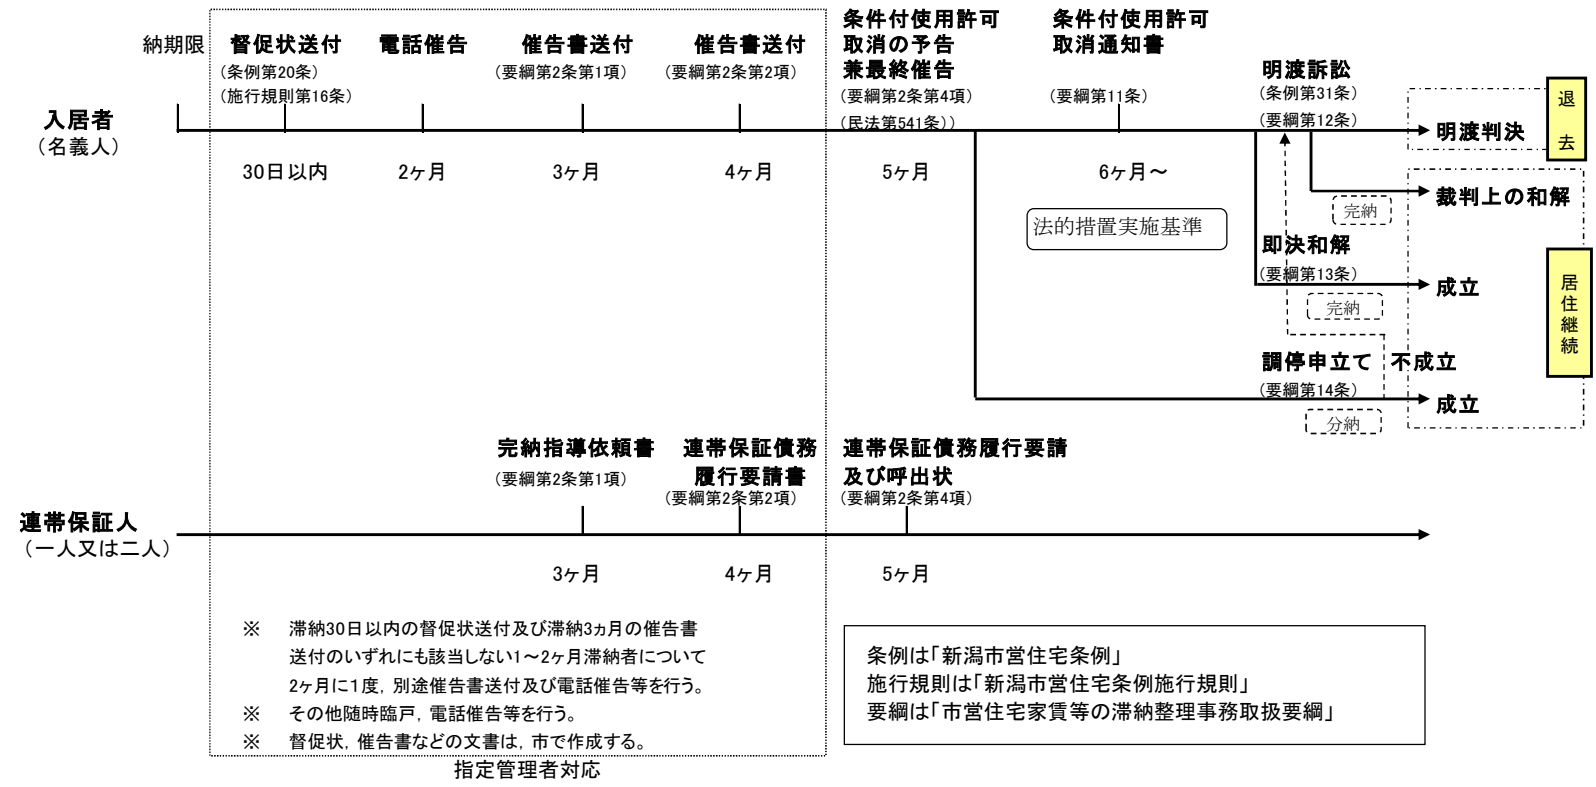 納期限
督促状送付
（条例第20条）
（施行規則第16条）
電話催告
催告書送付
（要綱第2条第1項）
催告書送付
（要綱第2条第2項）
条件付使用許可
取消の予告
兼最終催告
（要綱第2条第4項）
（民法第541条））
条件付使用許可
取消通知書
（要綱第11条）
明渡訴訟
（条例第31条）
（要綱第12条）
入居者
（名義人）
明渡判決
退
去
30日以内
2ヶ月
3ヶ月
4ヶ月
5ヶ月
6ヶ月～
裁判上の和解
完納
法的措置実施基準
即決和解
（要綱第13条）
成立
完納
居
住
継
続
調停申立て
不成立
（要綱第14条）
成立
分納
完納指導依頼書
（要綱第2条第1項）
連帯保証債務
履行要請書
（要綱第2条第2項）
連帯保証債務履行要請
及び呼出状
（要綱第2条第4項）
連帯保証人
（一人又は二人）
3ヶ月
4ヶ月
5ヶ月
※ 滞納30日以内の督促状送付及び滞納3ヵ月の催告書
送付のいずれにも該当しない1～2ヶ月滞納者について
2ヶ月に１度，別途催告書送付及び電話催告等を行う。
※ その他随時臨戸，電話催告等を行う。
※ 督促状，催告書などの文書は，市で作成する。
指定管理者対応
条例は「新潟市営住宅条例」
施行規則は「新潟市営住宅条例施行規則」
要綱は「市営住宅家賃等の滞納整理事務取扱要綱」